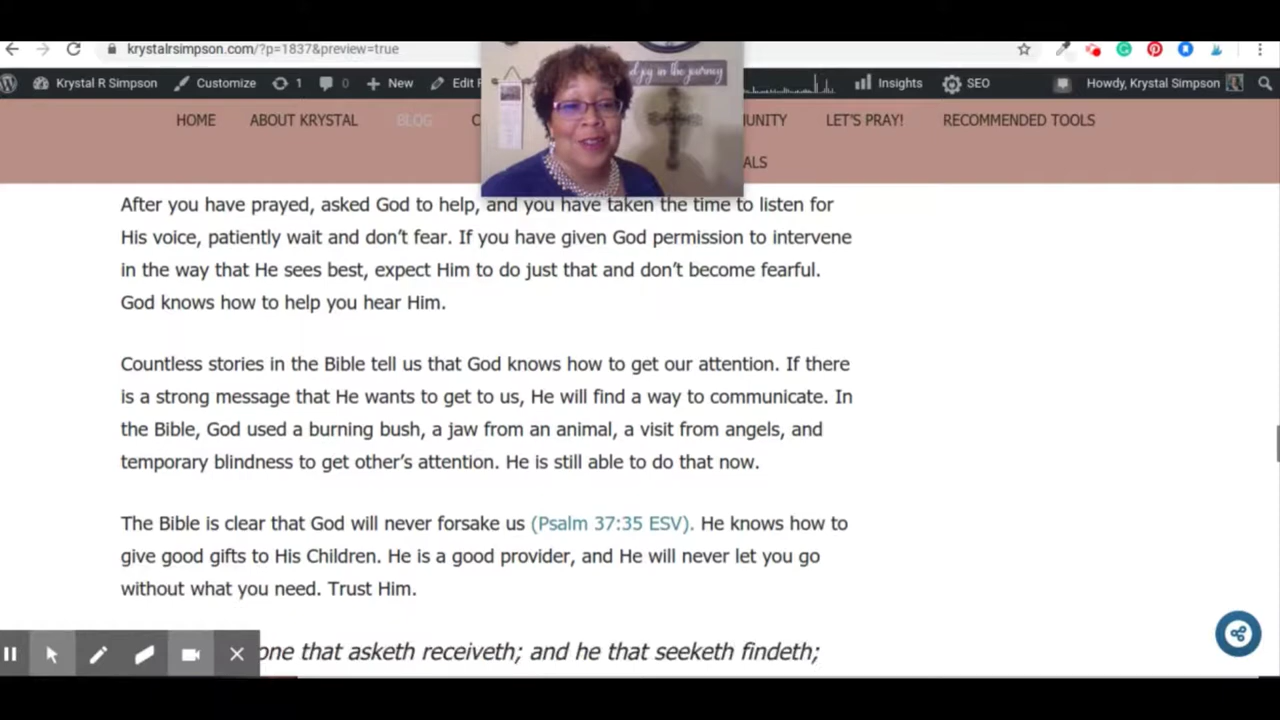 krystalrsimpson.com/?p=1837&preview=true
Krystal R Simpson Customize 1 0 New Edit Insights SEO Howdy, Krystal Simpson
joy in the journey
HOME ABOUT KRYSTAL BLOG LET'S PRAY! RECOMMENDED TOOLS
After you have prayed, asked God to help, and you have taken the time to listen for
His voice, patiently wait and don't fear. If you have given God permission to intervene
in the way that He sees best, expect Him to do just that and don't become fearful.
God knows how to help you hear Him.
Countless stories in the Bible tell us that God knows how to get our attention. If there
is a strong message that He wants to get to us, He will find a way to communicate. In
the Bible, God used a burning bush, a jaw from an animal, a visit from angels, and
temporary blindness to get other's attention. He is still able to do that now.
The Bible is clear that God will never forsake us (Psalm 37:35 ESV). He knows how to
give good gifts to His Children. He is a good provider, and He will never let you go
without what you need. Trust Him.
one that asketh receiveth; and he that seeketh findeth;